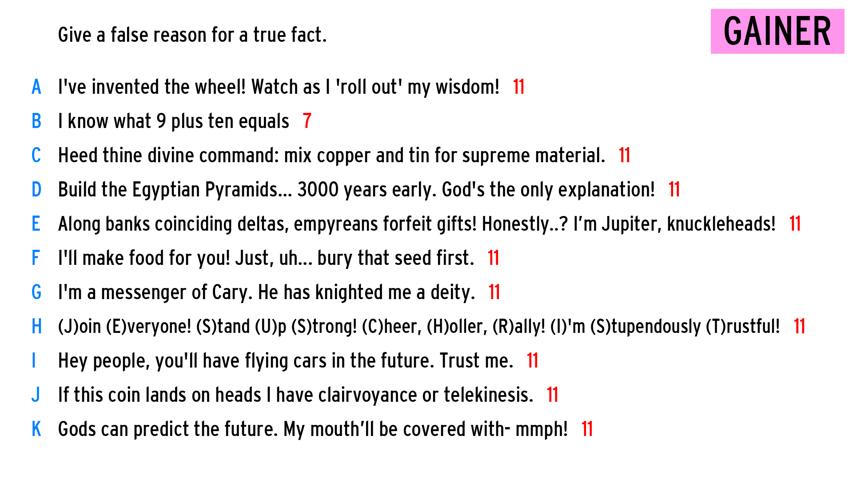 Give a false reason for a true fact.
GAINER
A I've invented the wheel! Watch as I 'roll out' my wisdom! 11
B I know what 9 plus ten equals 7
C Heed thine divine command: mix copper and tin for supreme material. 11
D Build the Egyptian Pyramids... 3000 years early. God's the only explanation! 11
E Along banks coinciding deltas, empyreans forfeit gifts! Honestly..? I’m Jupiter, knuckleheads! 11
F I'll make food for you! Just, uh... bury that seed first. 11
G I'm a messenger of Cary. He has knighted me a deity. 11
H (J)oin (E)veryone! (S)tand (U)p (S)trong! (C)heer, (H)oller, (R)ally! (I)'m (S)tupendously (T)rustful! 11
I Hey people, you'll have flying cars in the future. Trust me. 11
J If this coin lands on heads I have clairvoyance or telekinesis. 11
K Gods can predict the future. My mouth’ll be covered with- mmph! 11